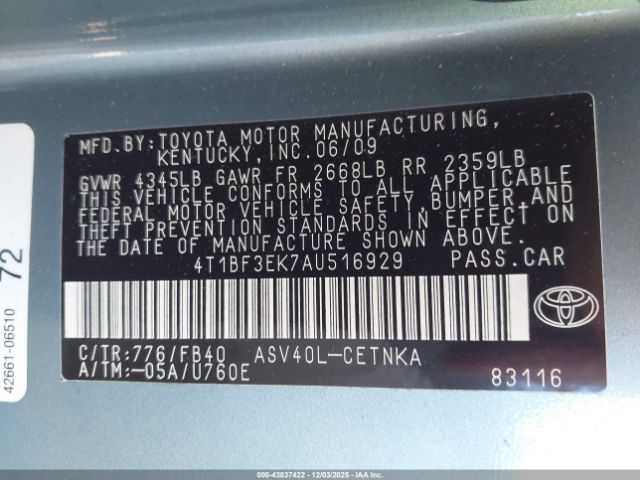 MFD.BY:TOYOTA MOTOR MANUFACTURING,
KENTUCKY,INC.06/09
GVWR 4345LB GAWR FR 2668LB RR 2359LB
THIS VEHICLE CONFORMS TO ALL APPLICABLE
FEDERAL MOTOR VEHICLE SAFETY, BUMPER,AND
THEFT PREVENTION STANDARDS IN EFFECT ON
THE DATE OF MANUFACTURE SHOWN ABOVE.
4T1BF3EK7AU516929 PASS.CAR
C/TR:776/FB40 ASV40L-CETNKA
A/TM:-05A/U760E 83116
42661-06510
72
000-43837422 - 12/03/2025 - IAAI.CA